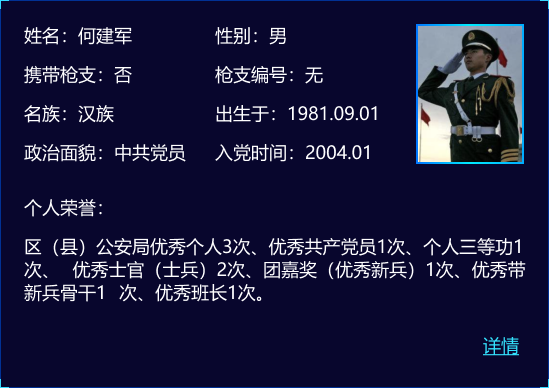 姓名：何建军 性别：男
携带枪支：否 枪支编号：无
名族：汉族 出生于：1981.09.01
政治面貌：中共党员 入党时间：2004.01
个人荣誉：
区（县）公安局优秀个人3次、优秀共产党员1次、个人三等功1
次、 优秀士官（士兵）2次、团嘉奖（优秀新兵）1次、优秀带
新兵骨干1 次、优秀班长1次。
详情